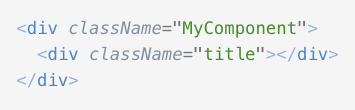 <div className="MyComponent">
  <div className="title"></div>
</div>